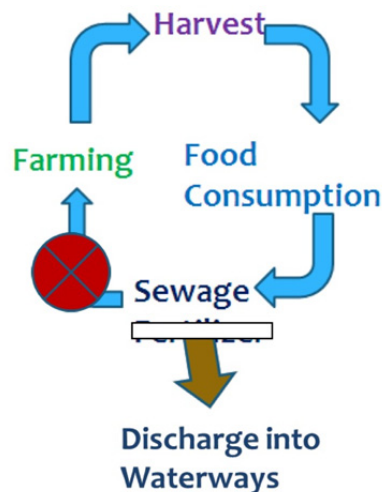 Harvest
Farming
Food
Consumption
Sewage
Discharge into
Waterways